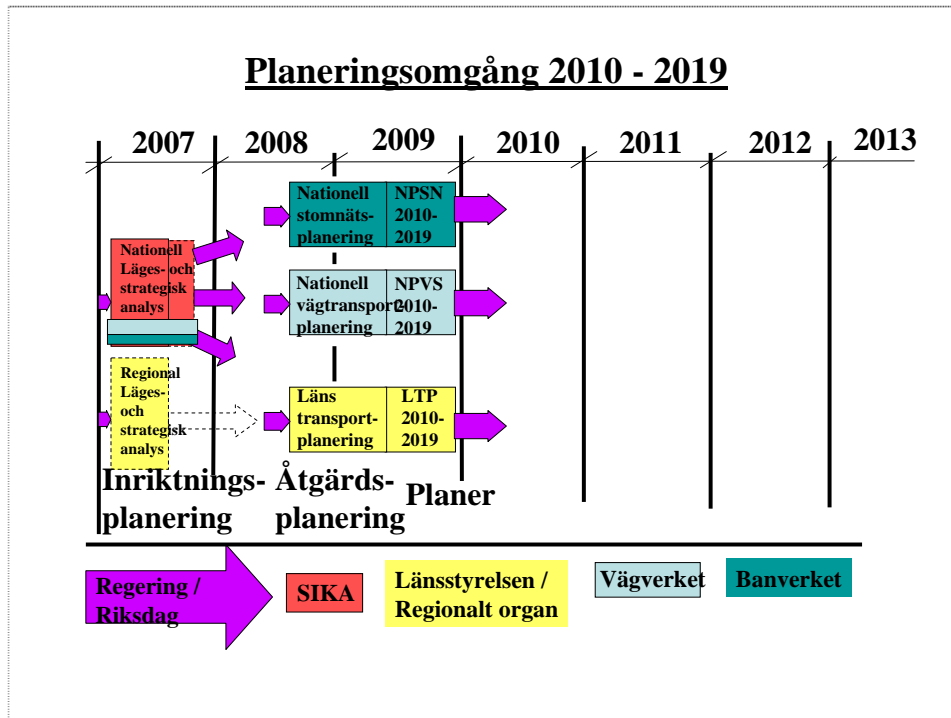 Planeringsomgång 2010 - 2019
2007 2008 2009 2010 2011 2012 2013
Nationell
stomnäts-
planering
NPSN
2010-
2019
Nationell
Läges- och
strategisk
analys
Nationell
vägtransport-
planering
NPVS
2010-
2019
Regional
Läges-
och
strategisk
analys
Läns
transport-
planering
LTP
2010-
2019
Inriktnings-
planering
Åtgärds-
planering
Planer
Regering /
Riksdag
SIKA
Länsstyrelsen /
Regionalt organ
Vägverket
Banverket